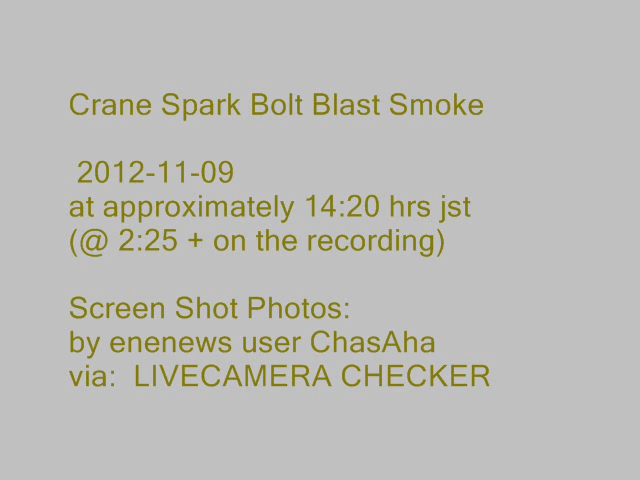 Crane Spark Bolt Blast Smoke
2012-11-09
at approximately 14:20 hrs jst
(@ 2:25 + on the recording)
Screen Shot Photos:
by enenews user ChasAha
via:  LIVECAMERA CHECKER